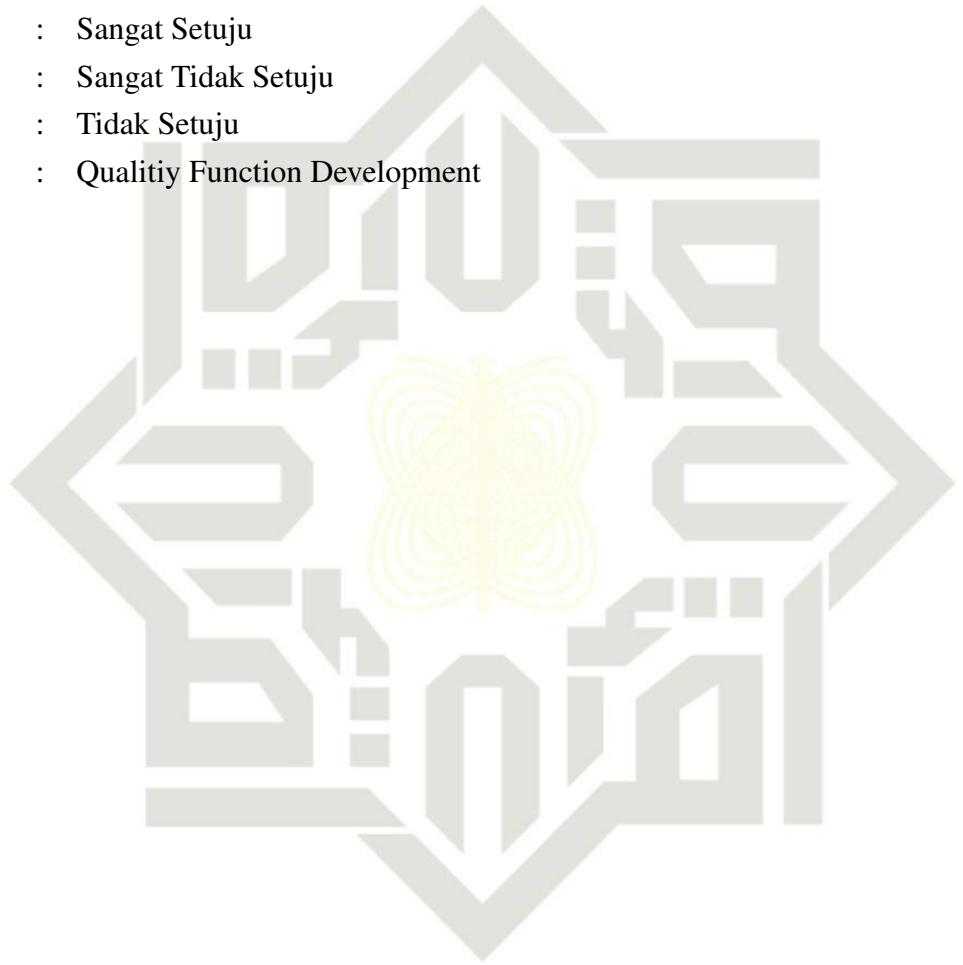 : Sangat Setuju
: Sangat Tidak Setuju
: Tidak Setuju
: Qualitiy Function Development